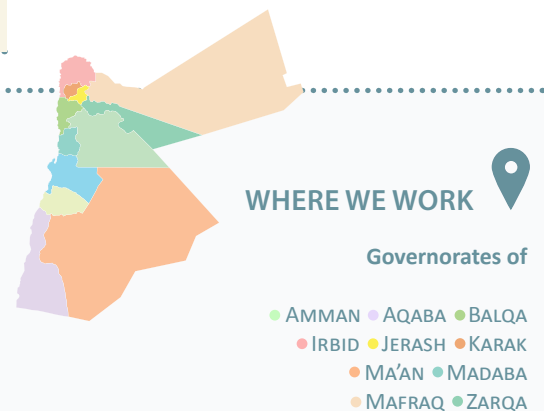 WHERE WE WORK
Governorates of
• AMMAN • AQABA • BALQA
• IRBID • JERASH • KARAK
• MA’AN • MADABA
• MAFRAQ • ZARQA